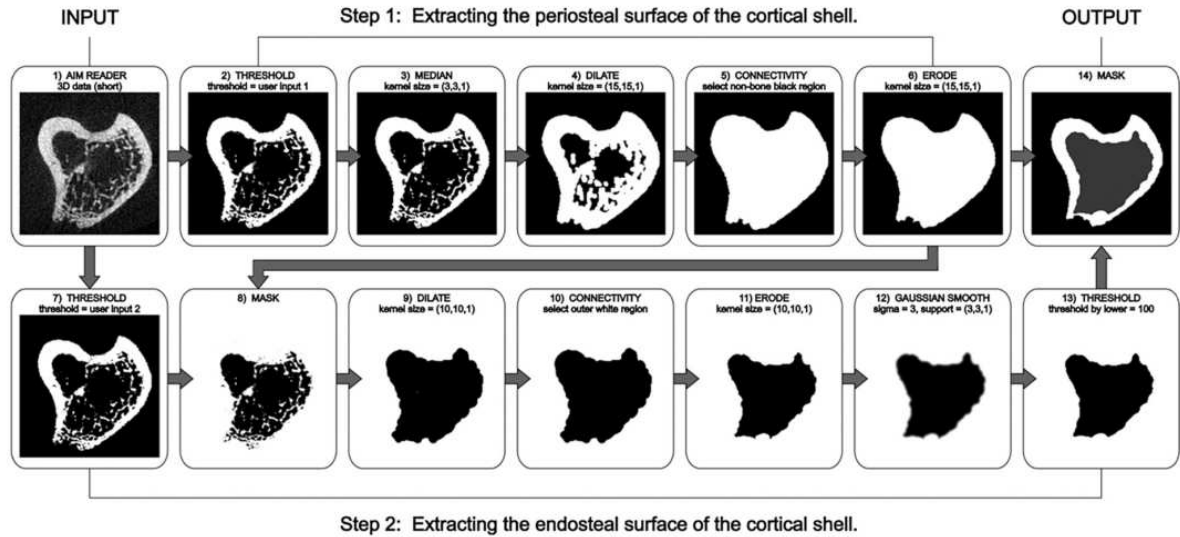 INPUT
Step 1: Extracting the periosteal surface of the cortical shell.
OUTPUT
1) AIM READER
3D data (short)
2) THRESHOLD
threshold = user input 1
3) MEDIAN
kernel size = (3,3,1)
4) DILATE
kernel size = (15,15,1)
5) CONNECTIVITY
select non-bone black region
6) ERODE
kernel size = (15,15,1)
14) MASK
7) THRESHOLD
threshold = user input 2
8) MASK
9) DILATE
kernel size = (10,10,1)
10) CONNECTIVITY
select outer white region
11) ERODE
kernel size = (10,10,1)
12) GAUSSIAN SMOOTH
sigma = 3, support = (3,3,1)
13) THRESHOLD
threshold by lower = 100
Step 2: Extracting the endosteal surface of the cortical shell.